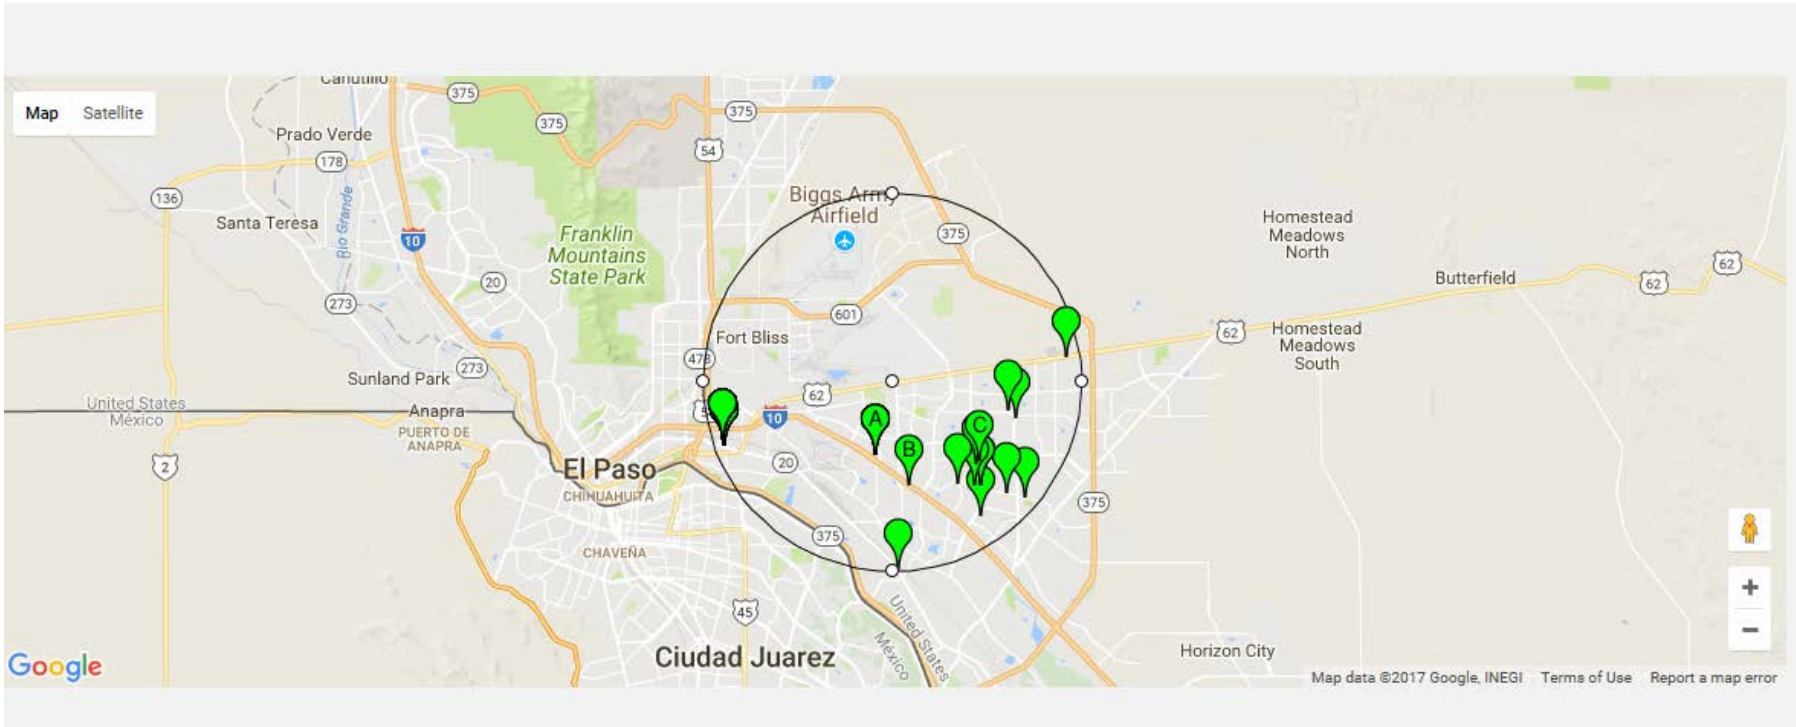 Canutillo
Map
Satellite
375
375
375
Prado Verde
178
54
136
Biggs Army
Airfield
Santa Teresa
Rio Grande
10
Franklin
Mountains
State Park
375
Homestead
Meadows
North
62
Butterfield
62
20
273
601
62
Homestead
Meadows
South
Fort Bliss
478
273
Sunland Park
62
United States
México
Anapra
PUERTO DE
ANAPRA
10
A
C
B
2
El Paso
CHIHUAHUITA
20
375
375
CHAVEÑA
45
United States
México
Ciudad Juarez
Horizon City
Google
Map data ©2017 Google, INEGI
Terms of Use
Report a map error